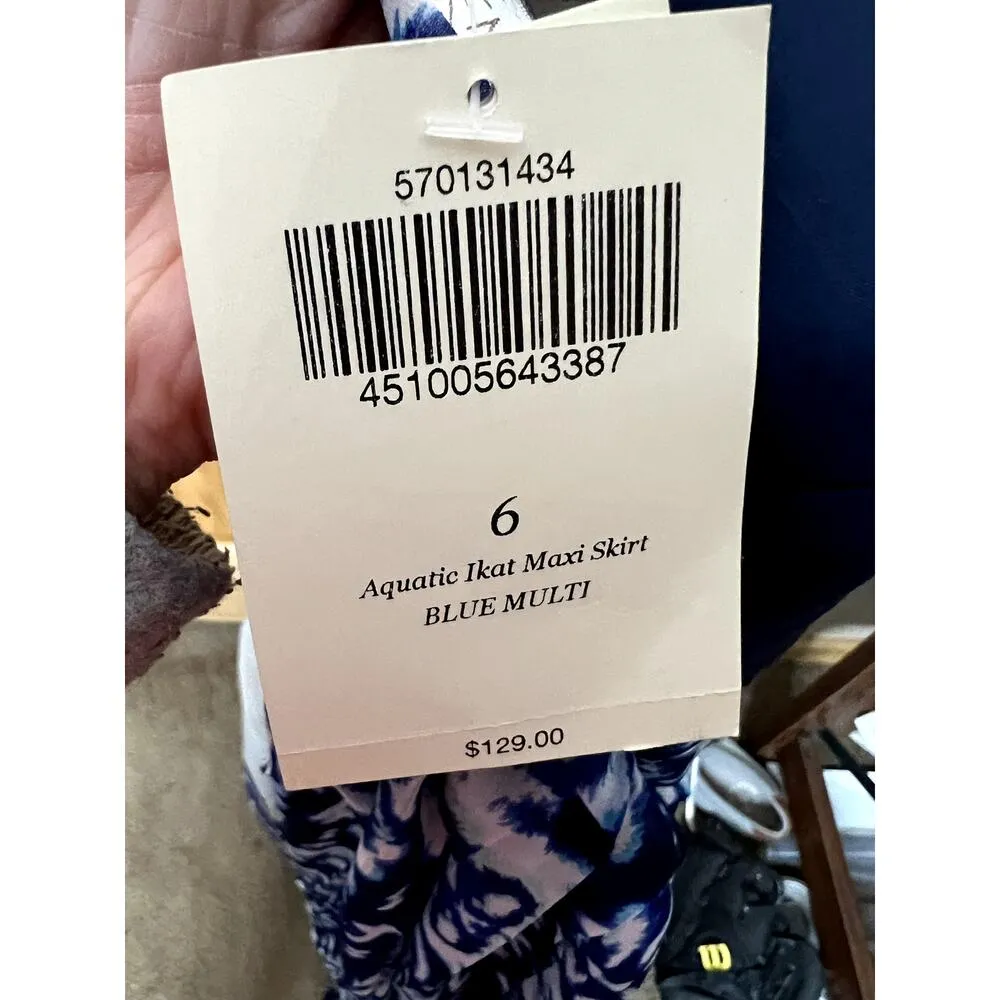 570131434
451005643387
6
Aquatic Ikat Maxi Skirt
BLUE MULTI
$129.00